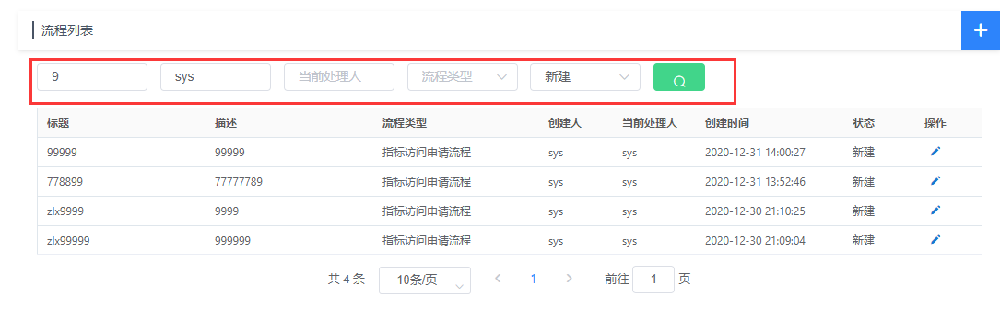 流程列表
9 sys 当前处理人 流程类型 新建
标题 描述 流程类型 创建人 当前处理人 创建时间 状态 操作
99999 99999 指标访问申请流程 sys sys 2020-12-31 14:00:27 新建
778899 77777789 指标访问申请流程 sys sys 2020-12-31 13:52:46 新建
zlx9999 9999 指标访问申请流程 sys sys 2020-12-30 21:10:25 新建
zlx99999 999999 指标访问申请流程 sys sys 2020-12-30 21:09:04 新建
共 4 条 10条/页 1 前往 1 页